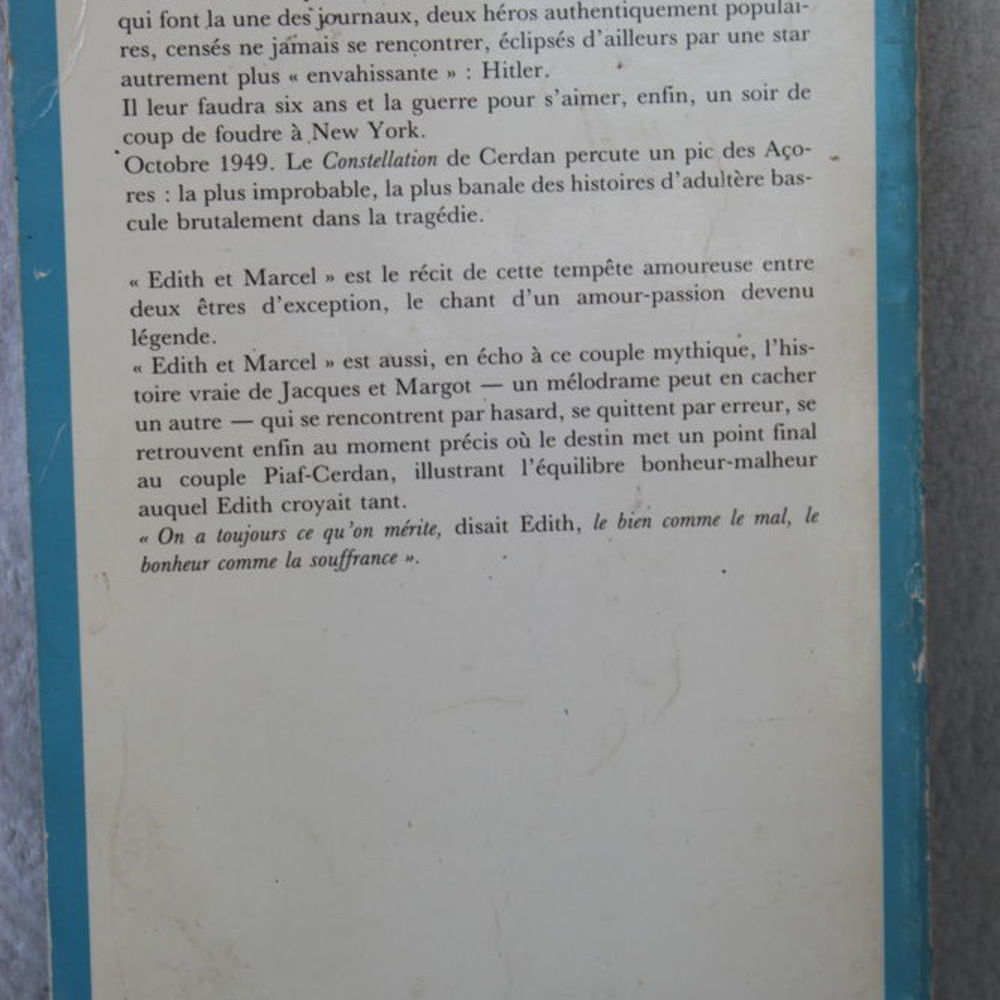 qui font la une des journaux, deux héros authentiquement populai-
res, censés ne jamais se rencontrer, éclipsés d'ailleurs par une star
autrement plus « envahissante » : Hitler.
Il leur faudra six ans et la guerre pour s'aimer, enfin, un soir de
coup de foudre à New York.
Octobre 1949. Le Constellation de Cerdan percute un pic des Aço-
res : la plus improbable, la plus banale des histoires d'adultère bas-
cule brutalement dans la tragédie.
« Edith et Marcel » est le récit de cette tempête amoureuse entre
deux êtres d'exception, le chant d'un amour-passion devenu
légende.
« Edith et Marcel » est aussi, en écho à ce couple mythique, l'his-
toire vraie de Jacques et Margot — un mélodrame peut en cacher
un autre — qui se rencontrent par hasard, se quittent par erreur, se
retrouvent enfin au moment précis où le destin met un point final
au couple Piaf-Cerdan, illustrant l'équilibre bonheur-malheur
auquel Edith croyait tant.
« On a toujours ce qu'on mérite, disait Edith, le bien comme le mal, le
bonheur comme la souffrance ».